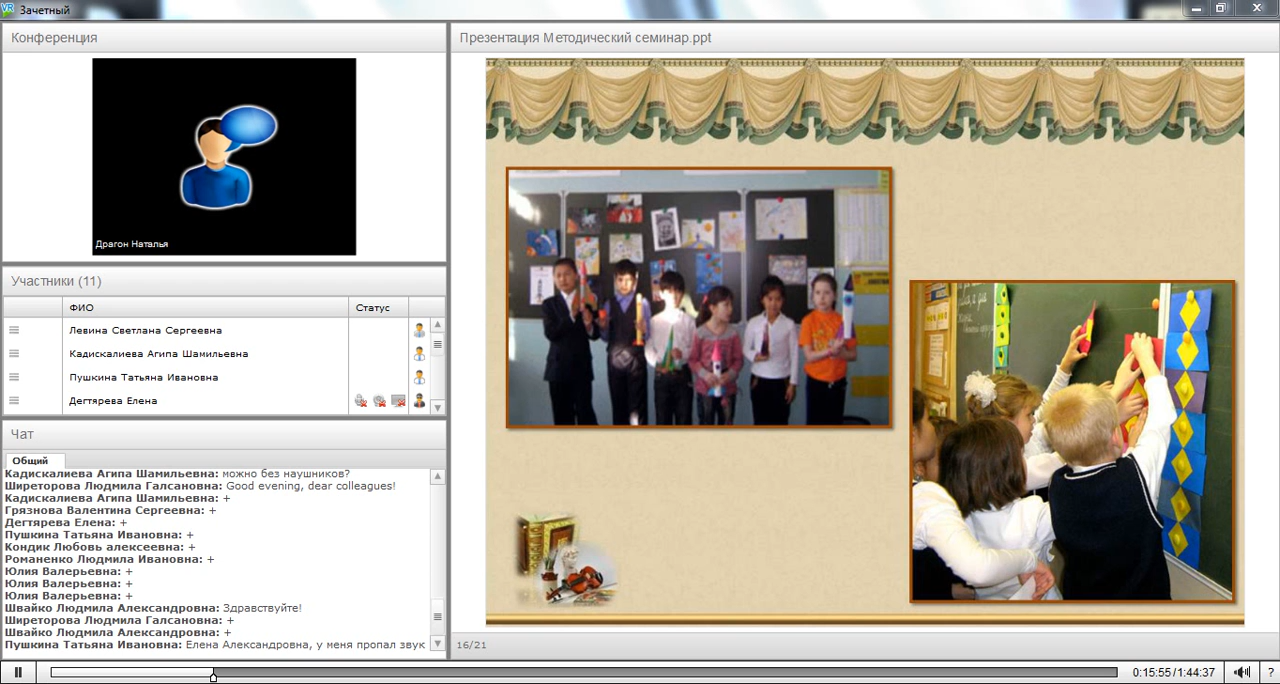 VR Зачетный
Конференция
Драгон Наталья
Участники (11)
ФИО Статус
Левина Светлана Сергеевна
Кадискалиева Агипа Шамильевна
Пушкина Татьяна Ивановна
Дегтярева Елена
Чат
Общий
Кадискалиева Агипа Шамильевна: можно без наушников?
Ширеторова Людмила Галсановна: Good evening, dear colleagues!
Кадискалиева Агипа Шамильевна: +
Грязнова Валентина Сергеевна: +
Дегтярева Елена: +
Пушкина Татьяна Ивановна: +
Кондик Любовь алексеевна: +
Романенко Людмила Ивановна: +
Юлия Валерьевна: +
Юлия Валерьевна: +
Юлия Валерьевна: +
Швайко Людмила Александровна: Здравствуйте!
Ширеторова Людмила Галсановна: +
Швайко Людмила Александровна: +
Пушкина Татьяна Ивановна: Елена Александровна, у меня пропал звук
Презентация Методический семинар.ppt
16/21
0:15:55/1:44:37
?